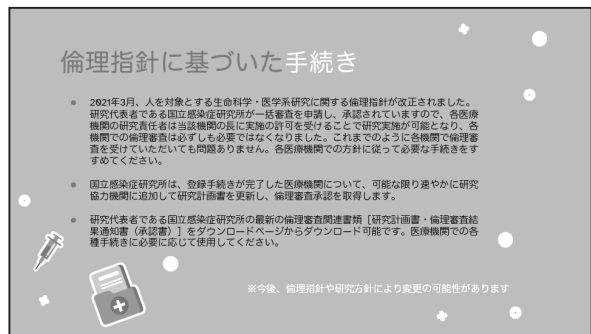 倫理指針に基づいた手続き
2021年3月、人を対象とする生命科学・医学系研究に関する倫理指針が改正されました。
研究代表者である国立感染症研究所が一括審査を申請し、承認されていますので、各医療
機関の研究責任者は当該機関の長に実施の許可を受けることで研究実施が可能となり、各
機関での倫理審査は必ずしも必要ではなくなりました。これまでのように各機関で倫理審
査を受けていただいても問題ありません。各医療機関での方針に従って必要な手続きをす
すめてください。
国立感染症研究所は、登録手続きが完了した医療機関について、可能な限り速やかに研究
協力機関に追加して研究計画書を更新し、倫理審査承認を取得します。
研究代表者である国立感染症研究所の最新の倫理審査関連書類［研究計画書・倫理審査結
果通知書（承認書）］をダウンロードページからダウンロード可能です。医療機関での各
種手続きに必要に応じて使用してください。
※今後、倫理指針や研究方針により変更の可能性があります